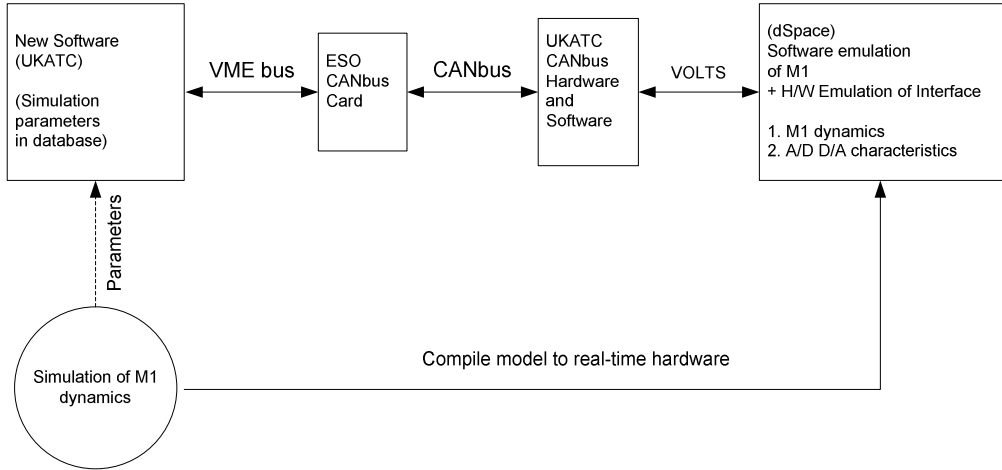 New Software
(UKATC)
(Simulation
parameters
in database)
VME bus
ESO
CANbus
Card
CANbus
UKATC
CANbus
Hardware
and
Software
VOLTS
(dSpace)
Software emulation
of M1
+ H/W Emulation of Interface
1. M1 dynamics
2. A/D D/A characteristics
Parameters
Simulation of M1
dynamics
Compile model to real-time hardware